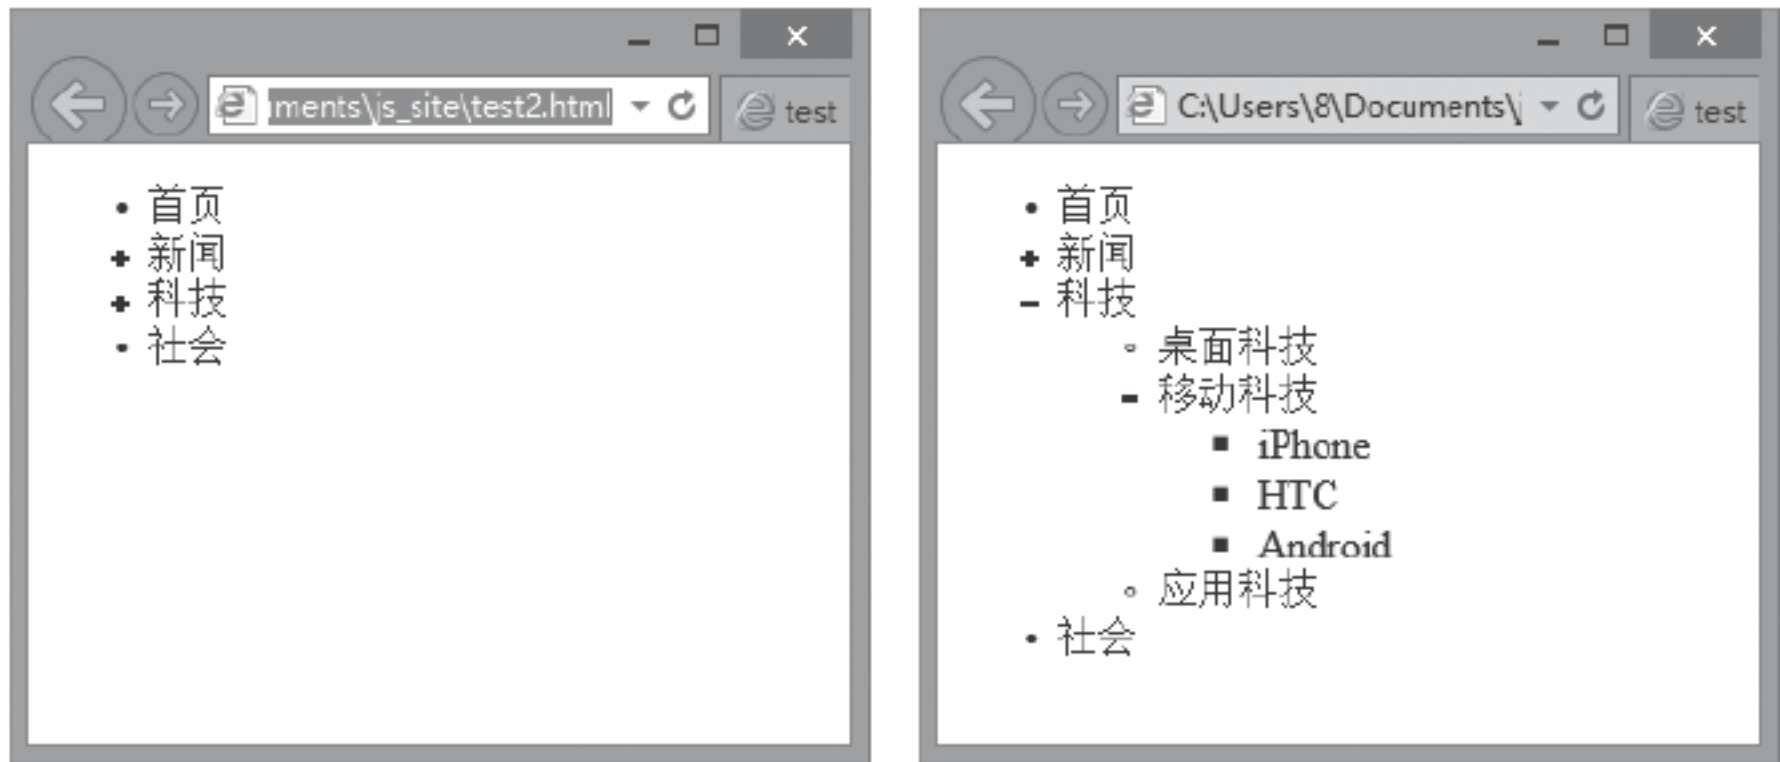 ments\js_site\test2.html
test
首页
新闻
科技
社会
C:\Users\8\Documents\j
test
首页
新闻
科技
桌面科技
移动科技
iPhone
HTC
Android
应用科技
社会